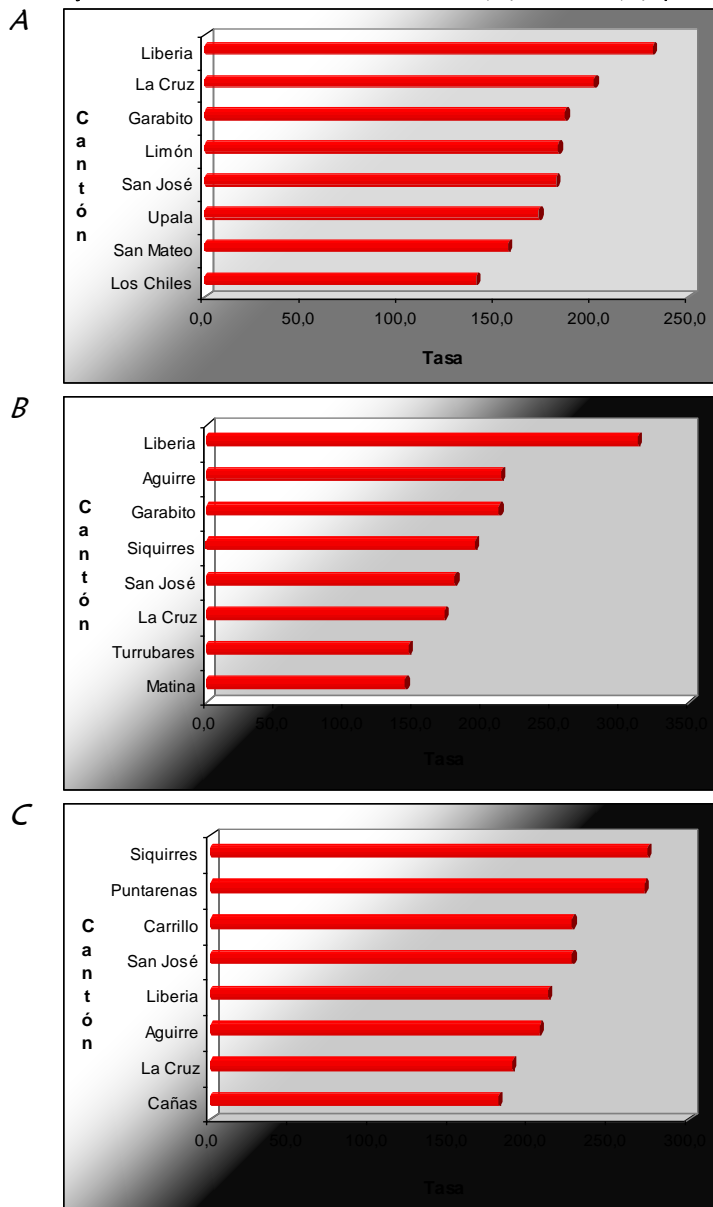 A
Cantón
Liberia
La Cruz
Garabito
Limón
San José
Upala
San Mateo
Los Chiles
0,0 50,0 100,0 150,0 200,0 250,0
Tasa
B
Cantón
Liberia
Aguirre
Garabito
Siquirres
San José
La Cruz
Turrubares
Matina
0,0 50,0 100,0 150,0 200,0 250,0 300,0 350,0
Tasa
C
Cantón
Siquirres
Puntarenas
Carrillo
San José
Liberia
Aguirre
La Cruz
Cañas
0,0 50,0 100,0 150,0 200,0 250,0 300,0
Tasa